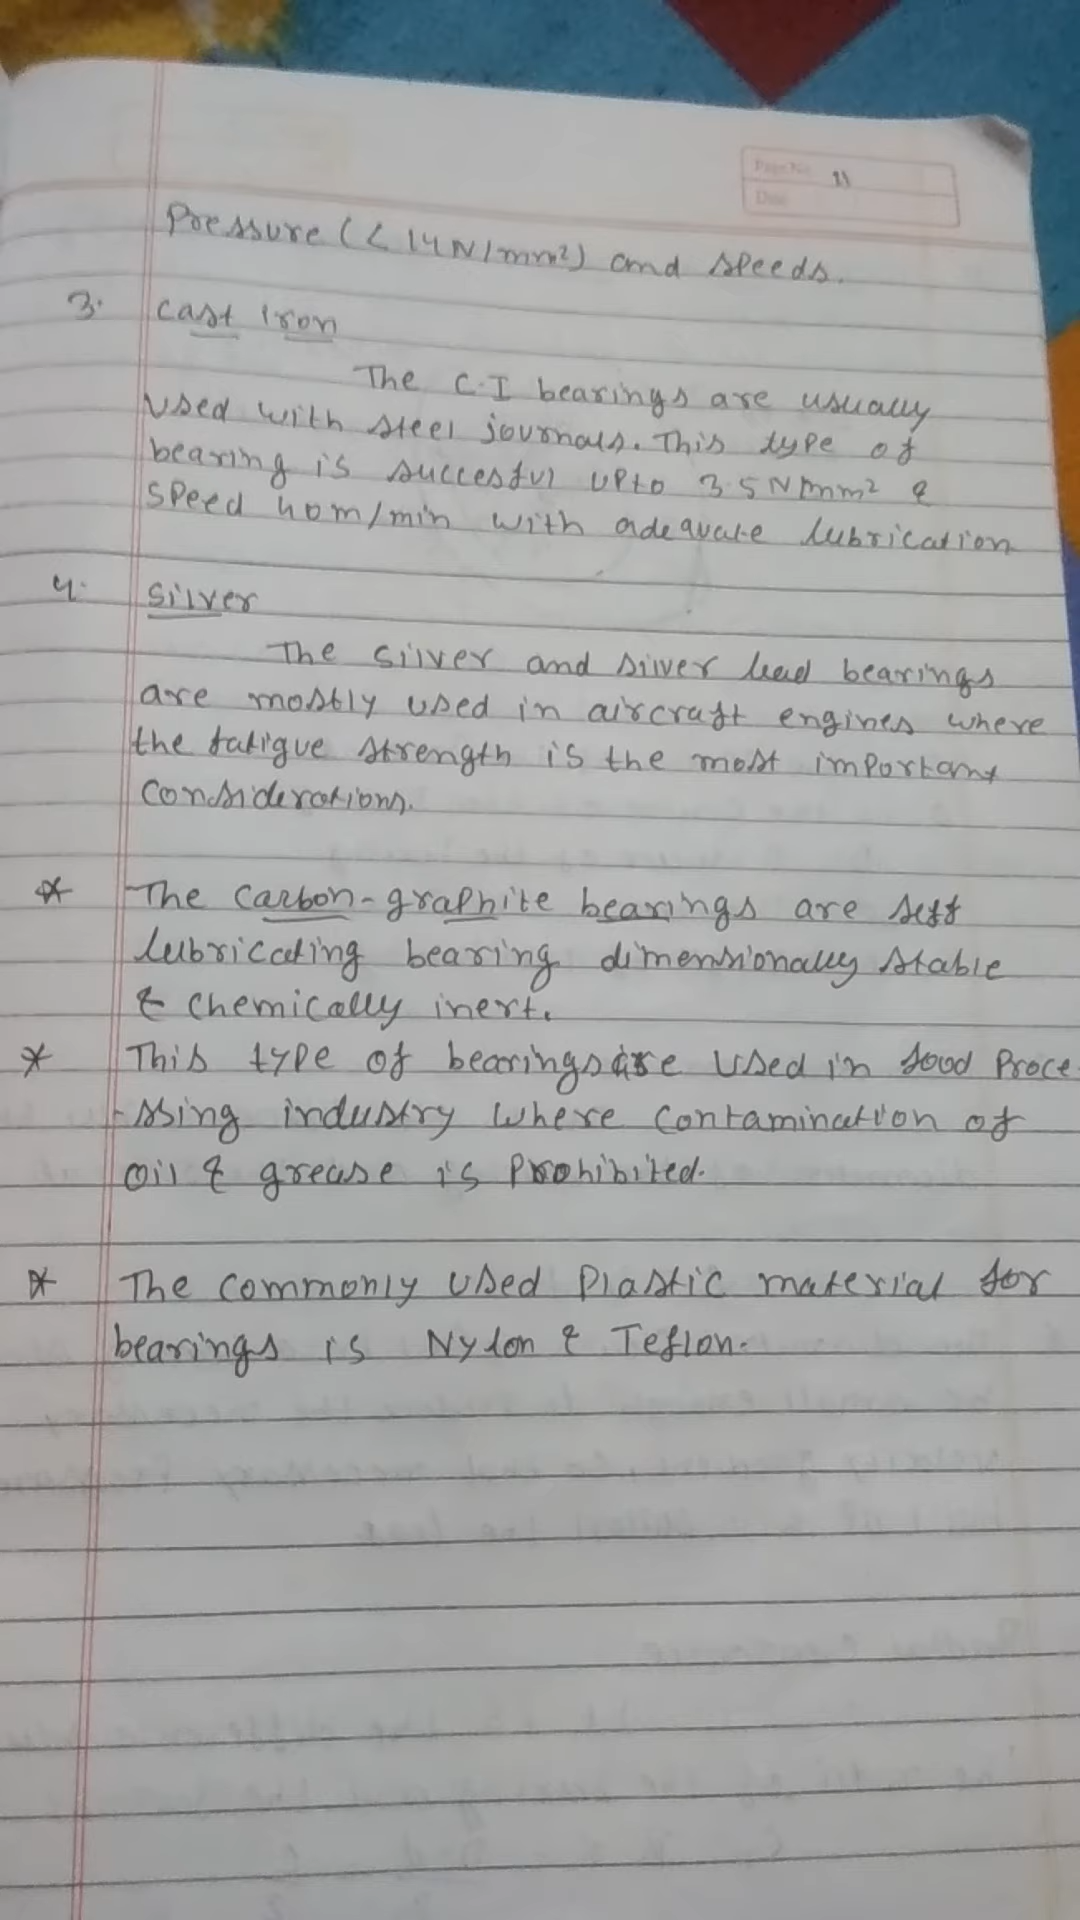 Page No. 11
Date
Pressure (< 14N/mm²) and speeds.
3. Cast Iron
The C.I bearings are usually
used with steel journals. This type of
bearing is succesful upto 3.5N/mm² &
speed 40m/min with adequate lubrication
4. Silver
The silver and silver lead bearings
are mostly used in aircraft engines where
the fatigue strength is the most important
considerations.
* The carbon-graphite bearings are self
lubricating bearing dimensionally stable
& chemically inert.
* This type of bearings are used in food proce
-ssing industry where contamination of
oil & grease is prohibited.
* The commonly used plastic material for
bearings is Nylon & Teflon.